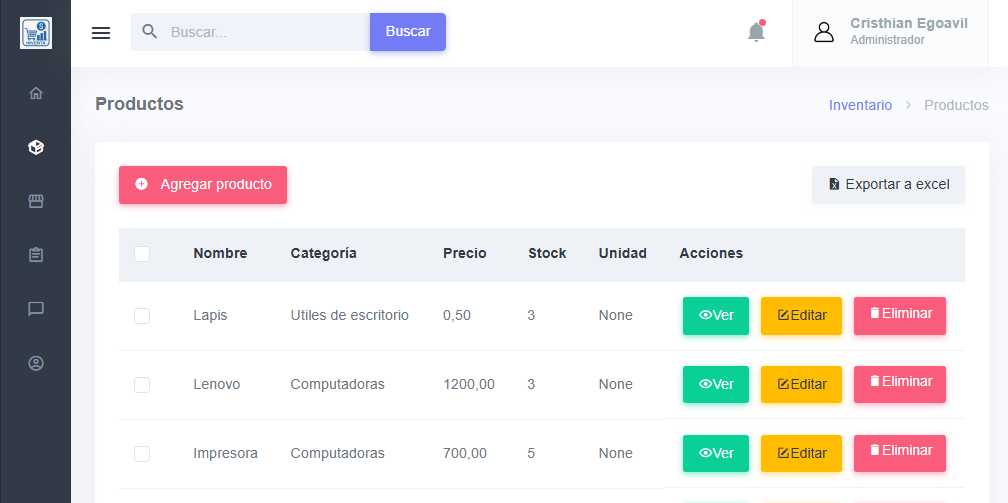 INVENTA
Buscar...
Buscar
Cristhian Egoavil
Administrador
Productos
Inventario > Productos
Agregar producto
Exportar a excel
Nombre Categoría Precio Stock Unidad Acciones
Lapis Utiles de escritorio 0,50 3 None Ver Editar Eliminar
Lenovo Computadoras 1200,00 3 None Ver Editar Eliminar
Impresora Computadoras 700,00 5 None Ver Editar Eliminar